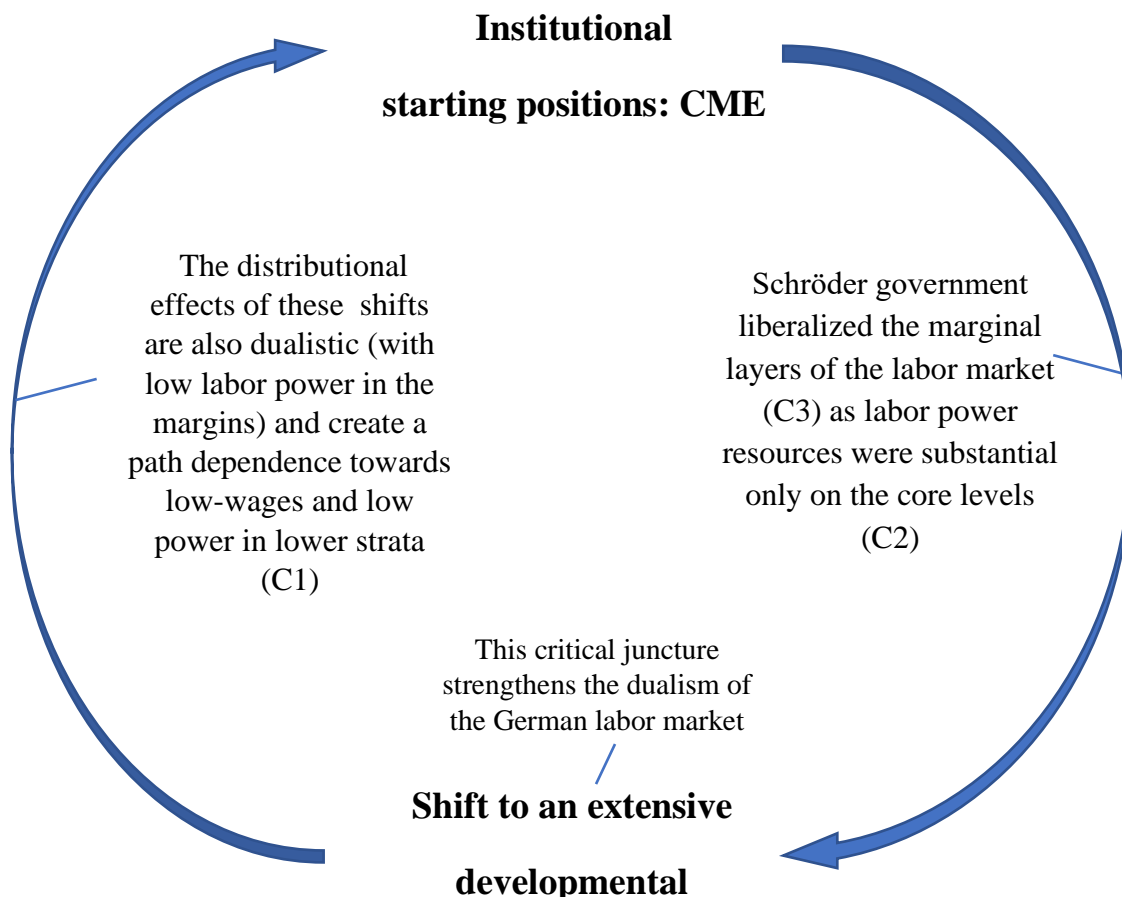 Institutional
starting positions: CME
The distributional
effects of these shifts
are also dualistic (with
low labor power in the
margins) and create a
path dependence towards
low-wages and low
power in lower strata
(C1)
Schröder government
liberalized the marginal
layers of the labor market
(C3) as labor power
resources were substantial
only on the core levels
(C2)
This critical juncture
strengthens the dualism of
the German labor market
Shift to an extensive
developmental